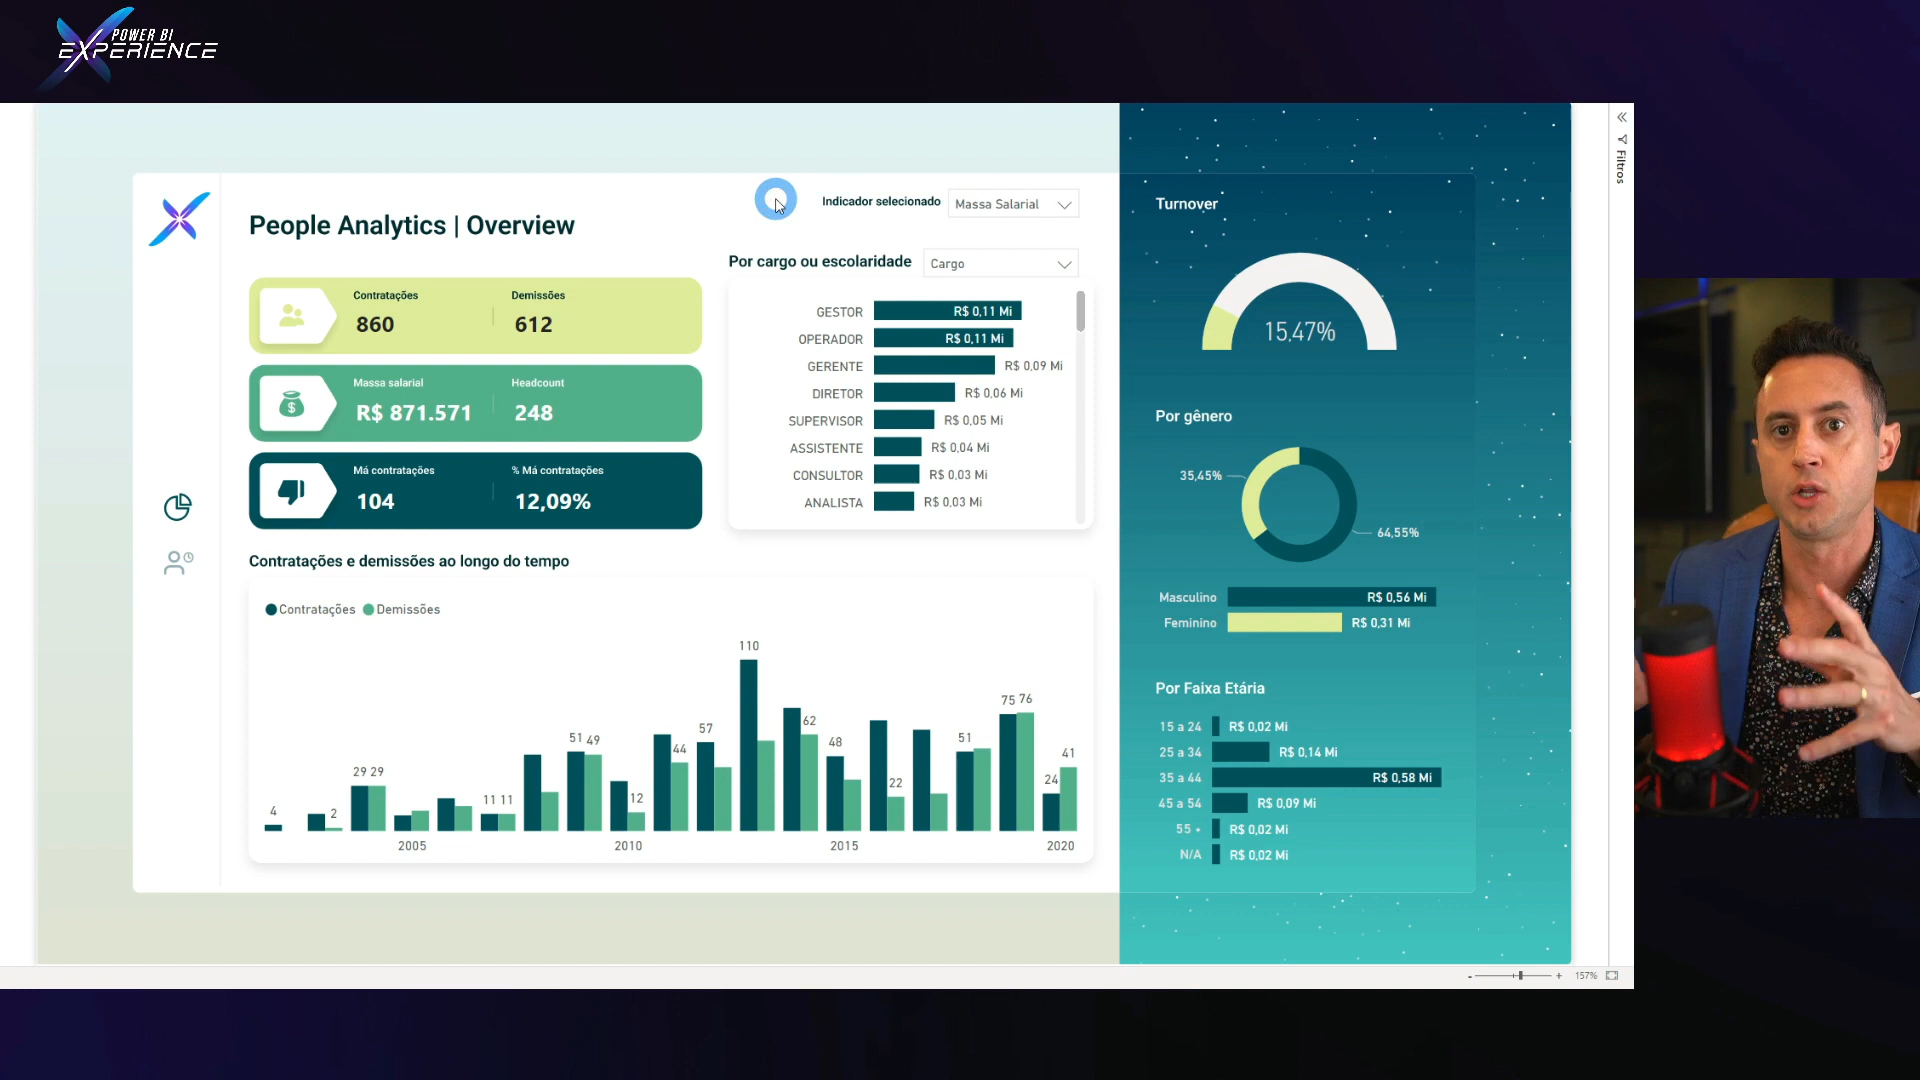 POWER BI
EXPERIENCE
People Analytics | Overview
Indicador selecionado
Massa Salarial
Por cargo ou escolaridade
Cargo
Contratações
860
Demissões
612
Massa salarial
R$ 871.571
Headcount
248
Má contratações
104
% Má contratações
12,09%
GESTOR R$ 0,11 Mi
OPERADOR R$ 0,11 Mi
GERENTE R$ 0,09 Mi
DIRETOR R$ 0,06 Mi
SUPERVISOR R$ 0,05 Mi
ASSISTENTE R$ 0,04 Mi
CONSULTOR R$ 0,03 Mi
ANALISTA R$ 0,03 Mi
Contratações e demissões ao longo do tempo
Contratações Demissões
4 2 29 29 11 11 51 49 12 44 57 110 62 48 22 51 75 76 24 41
2005 2010 2015 2020
Turnover
15,47%
Por gênero
35,45%
64,55%
Masculino R$ 0,56 Mi
Feminino R$ 0,31 Mi
Por Faixa Etária
15 a 24 R$ 0,02 Mi
25 a 34 R$ 0,14 Mi
35 a 44 R$ 0,58 Mi
45 a 54 R$ 0,09 Mi
55 + R$ 0,02 Mi
N/A R$ 0,02 Mi
Filtros
- + 157%